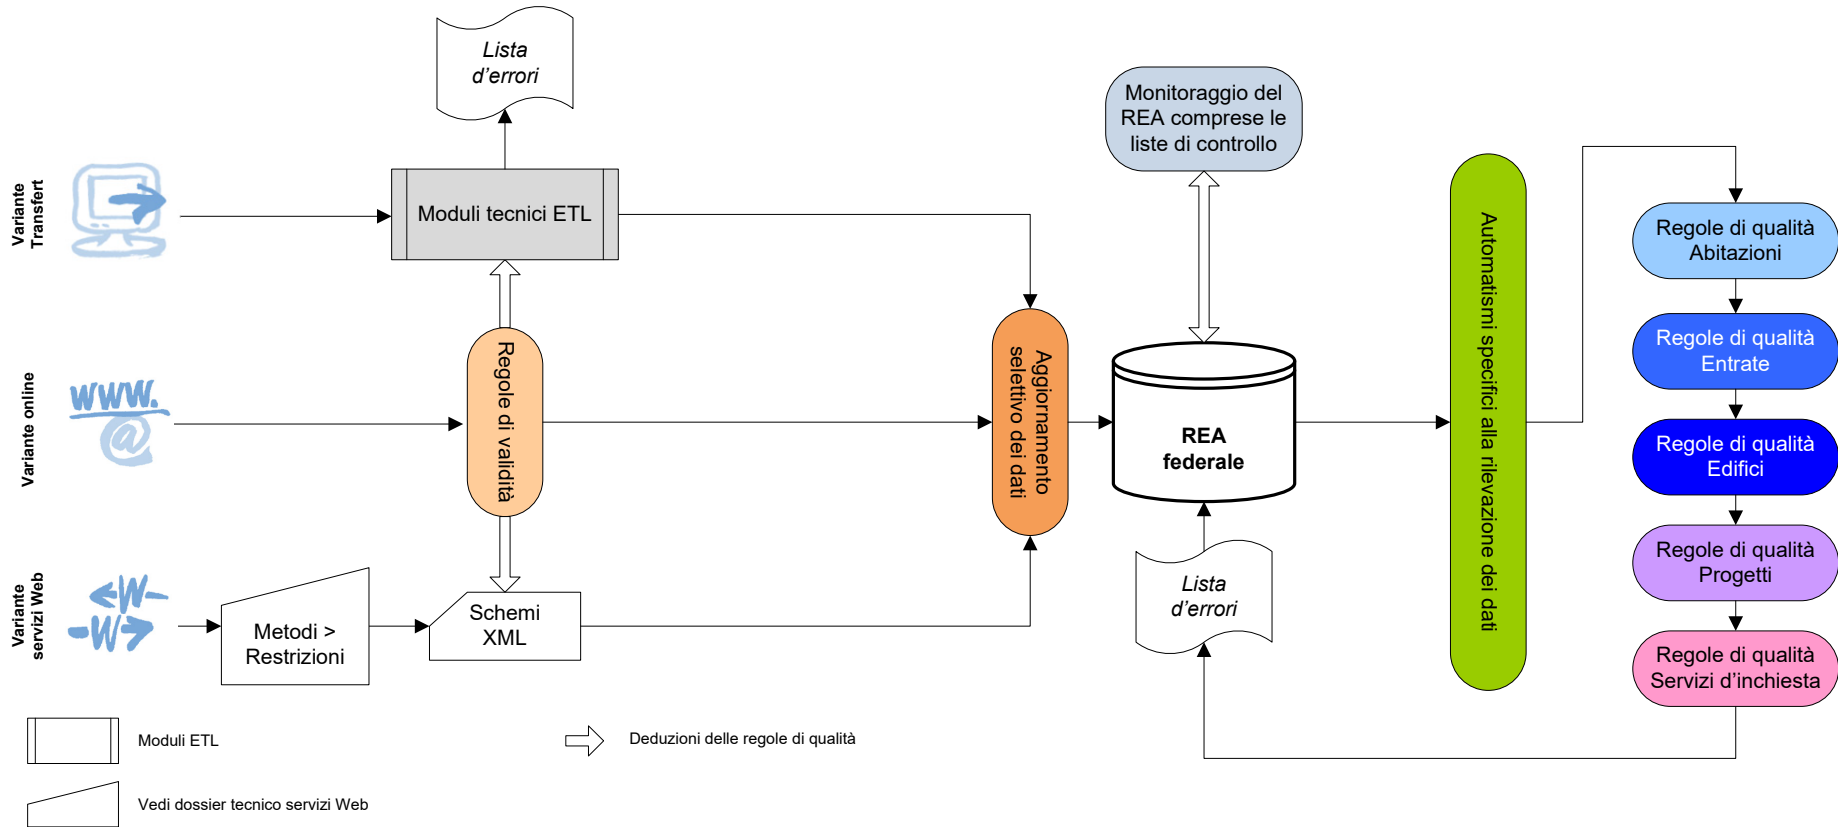 Lista
d'errori
Monitoraggio del
REA comprese le
liste di controllo
Variante
Transfert
Moduli tecnici ETL
Regole di qualità
Abitazioni
Regole di qualità
Entrate
Variante online
www.
@
Regole di validità
Aggiornamento
selettivo dei dati
REA
federale
Automatismi specifici alla rilevazione dei dati
Regole di qualità
Edifici
Regole di qualità
Progetti
Variante
servizi Web
W
W
Metodi >
Restrizioni
Schemi
XML
Lista
d'errori
Regole di qualità
Servizi d'inchiesta
Moduli ETL
Deduzioni delle regole di qualità
Vedi dossier tecnico servizi Web